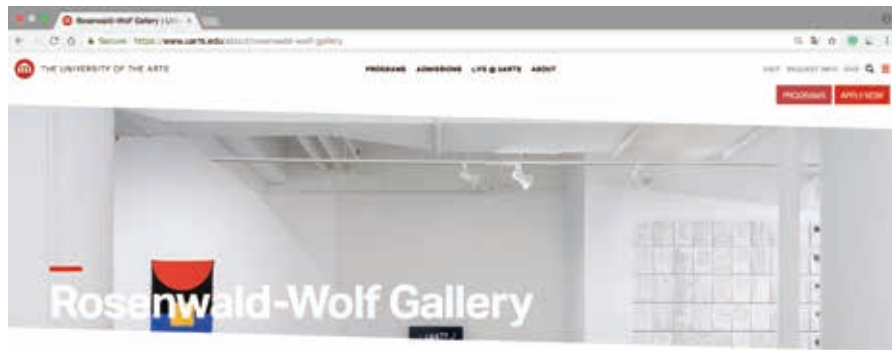 Rosenwald-Wolf Gallery | UAr
Secure https://www.uarts.edu/about/rosenwald-wolf-gallery
THE UNIVERSITY OF THE ARTS PROGRAMS ADMISSIONS LIFE @ UARTS ABOUT VISIT REQUEST INFO GIVE
PROGRAMS APPLY NOW
Rosenwald-Wolf Gallery